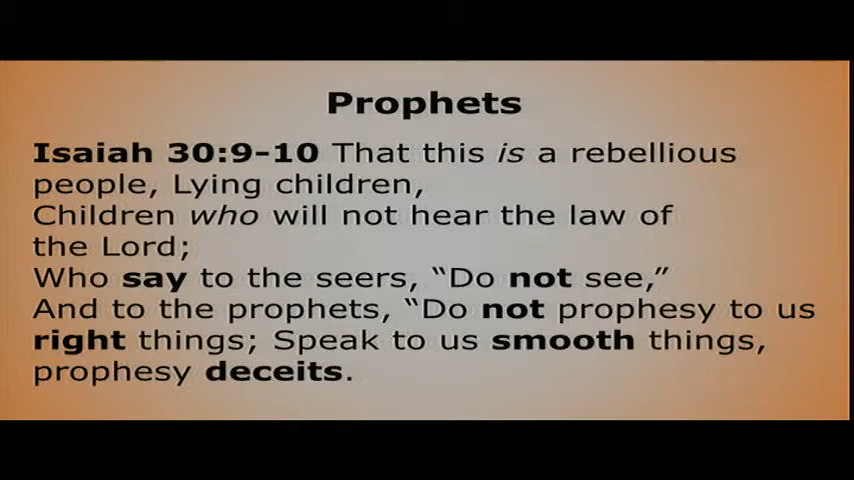 Prophets
Isaiah 30:9-10 That this is a rebellious
people, Lying children,
Children who will not hear the law of
the Lord;
Who say to the seers, “Do not see,”
And to the prophets, “Do not prophesy to us
right things; Speak to us smooth things,
prophesy deceits.